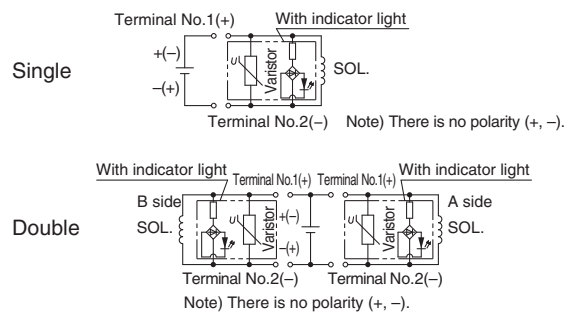 Terminal No.1(+)
With indicator light
Single
+(−)
−(+)
U
Varistor
SOL.
Terminal No.2(−)
Note) There is no polarity (+, −).
With indicator light
Terminal No.1(+)
Terminal No.1(+)
With indicator light
Double
B side
SOL.
U
Varistor
+(−)
−(+)
U
Varistor
A side
SOL.
Terminal No.2(−)
Terminal No.2(−)
Note) There is no polarity (+, −).